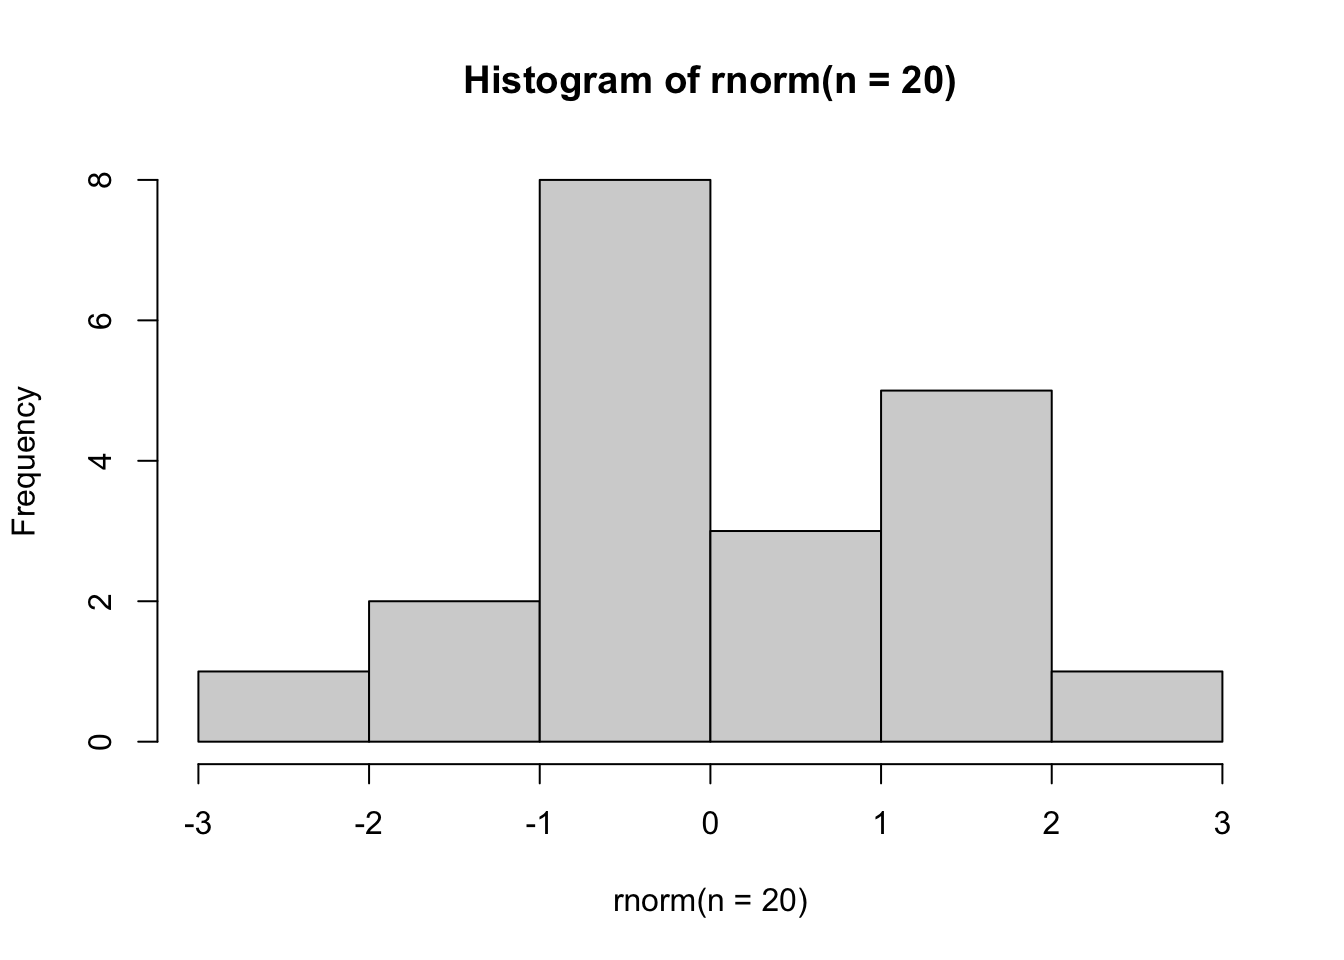 Histogram of rnorm(n = 20)
8
6
4
2
0
Frequency
-3 -2 -1 0 1 2 3
rnorm(n = 20)